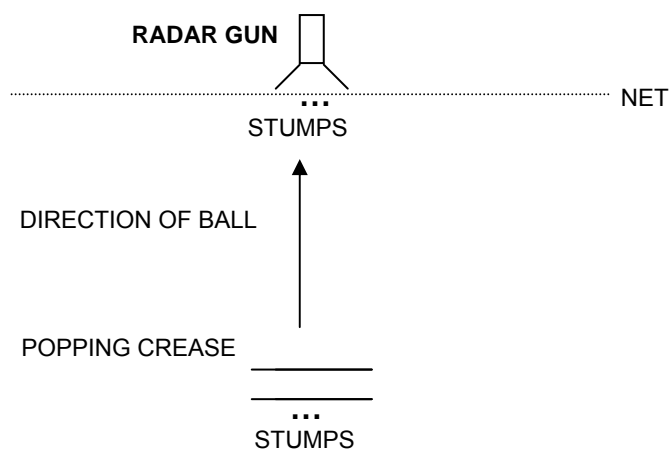 RADAR GUN
NET
STUMPS
DIRECTION OF BALL
POPPING CREASE
STUMPS